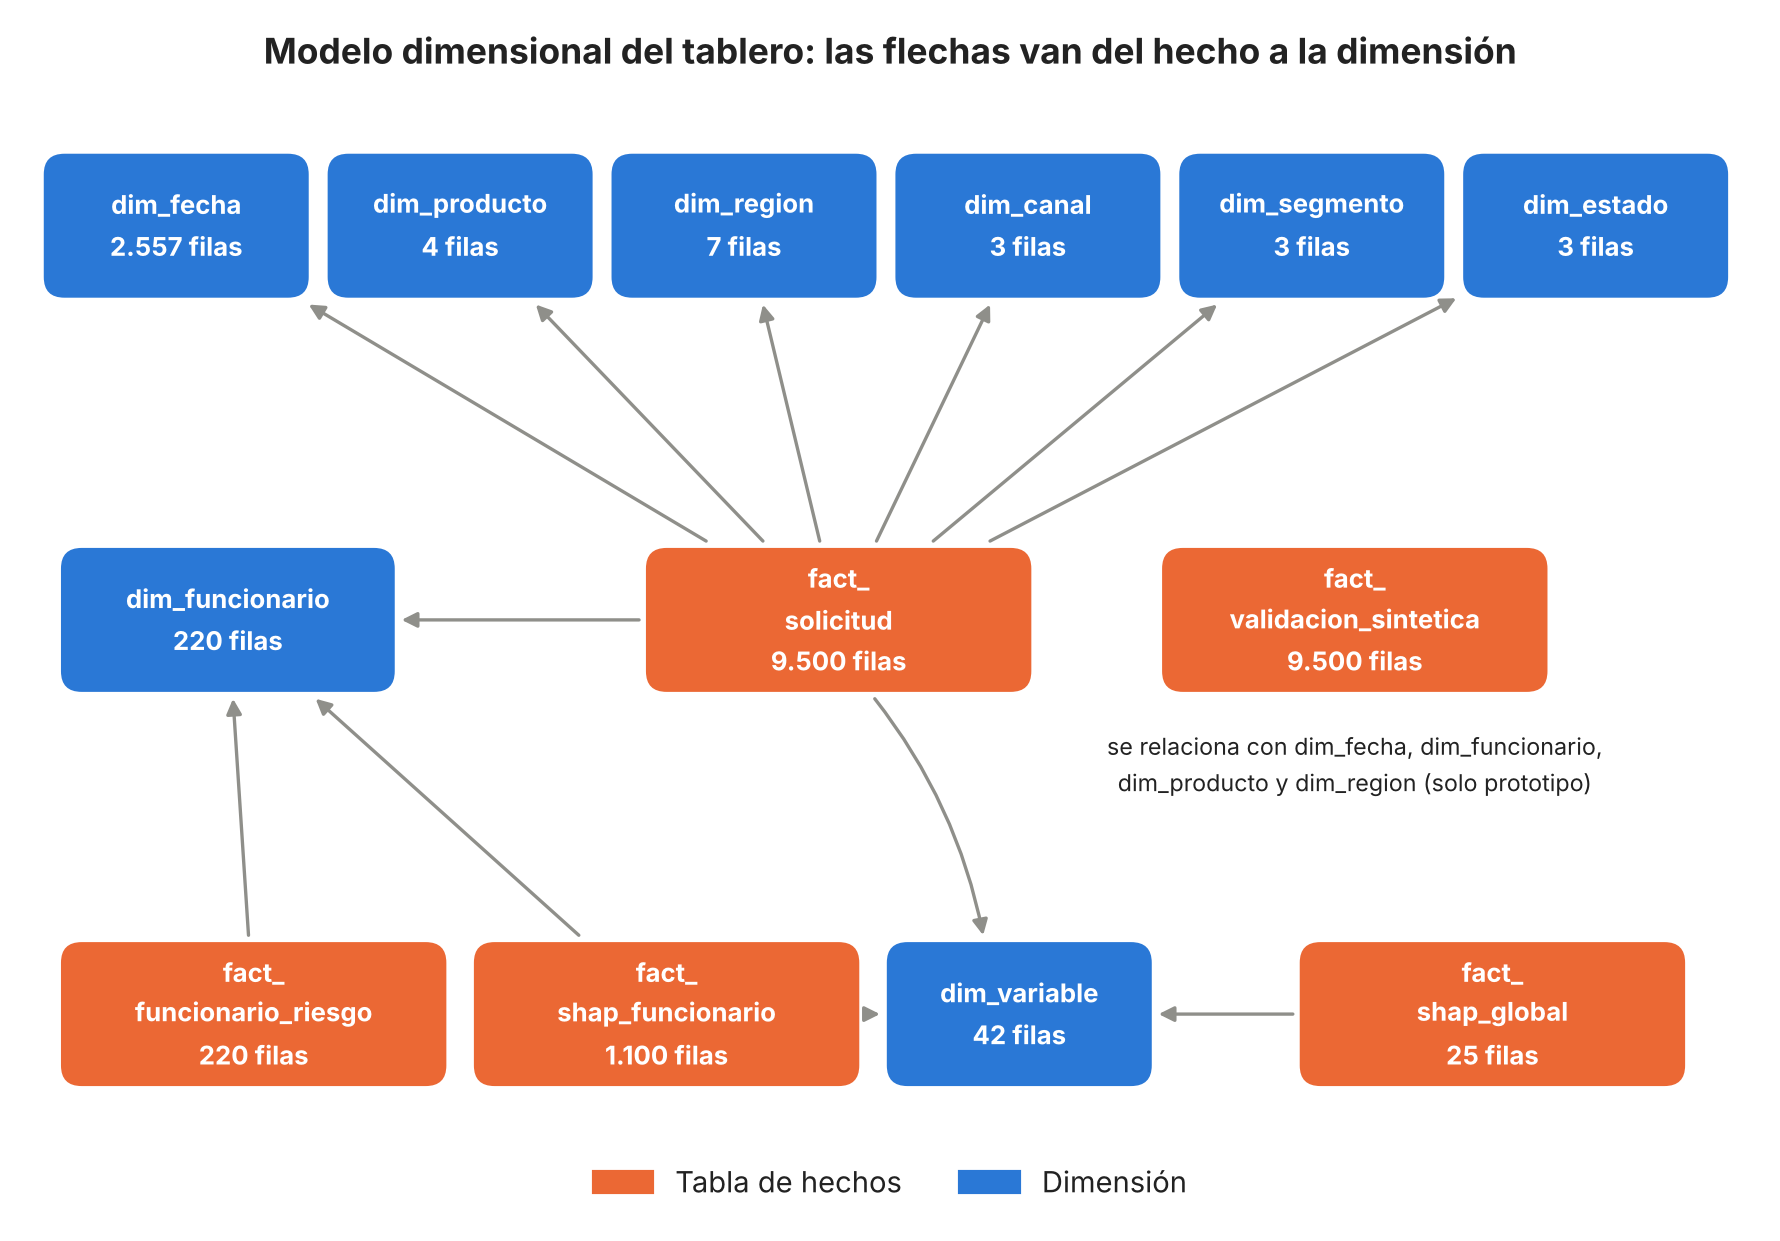 Modelo dimensional del tablero: las flechas van del hecho a la dimensión
dim_fecha
2.557 filas
dim_producto
4 filas
dim_region
7 filas
dim_canal
3 filas
dim_segmento
3 filas
dim_estado
3 filas
dim_funcionario
220 filas
fact_
solicitud
9.500 filas
fact_
validacion_sintetica
9.500 filas
se relaciona con dim_fecha, dim_funcionario,
dim_producto y dim_region (solo prototipo)
fact_
funcionario_riesgo
220 filas
fact_
shap_funcionario
1.100 filas
dim_variable
42 filas
fact_
shap_global
25 filas
Tabla de hechos
Dimensión